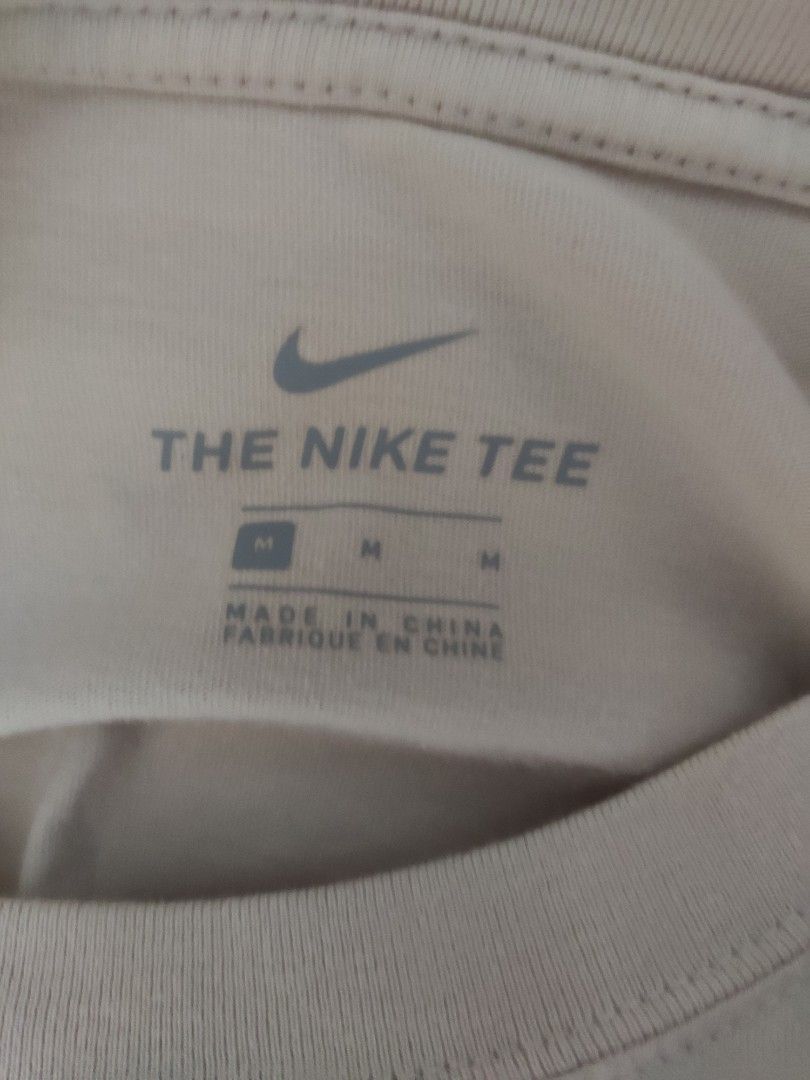 THE NIKE TEE
M M M
MADE IN CHINA
FABRIQUE EN CHINE